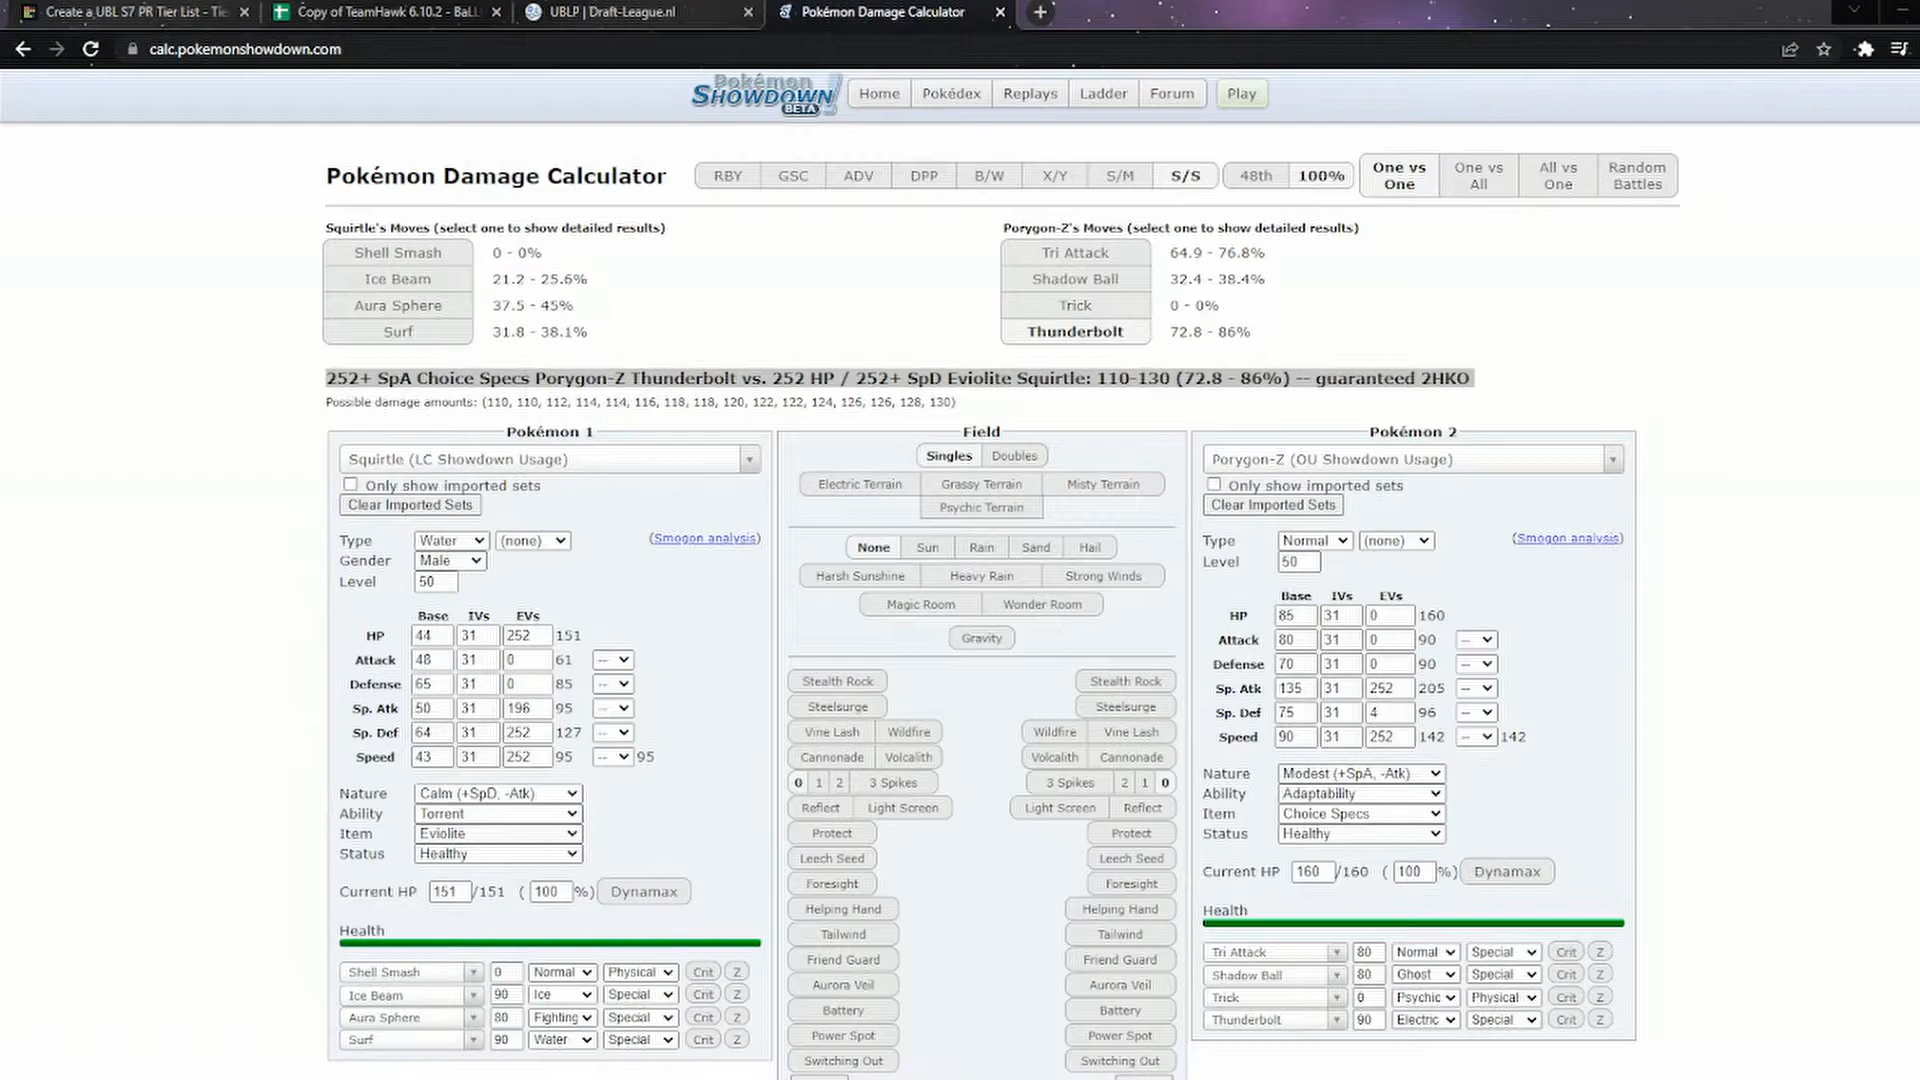 Create a UBL S7 PR Tier List - Tie
Copy of TeamHawk 6.10.2 - Ball
UBLP | Draft-League.nl
Pokémon Damage Calculator
calc.pokemonshowdown.com
Pokémon Showdown BETA
Home Pokédex Replays Ladder Forum Play
Pokémon Damage Calculator RBY GSC ADV DPP B/W X/Y S/M S/S 48th 100% One vs One One vs All All vs One Random Battles
Squirtle's Moves (select one to show detailed results) Porygon-Z's Moves (select one to show detailed results)
Shell Smash 0 - 0% Tri Attack 64.9 - 76.8%
Ice Beam 21.2 - 25.6% Shadow Ball 32.4 - 38.4%
Aura Sphere 37.5 - 45% Trick 0 - 0%
Surf 31.8 - 38.1% Thunderbolt 72.8 - 86%
252+ SpA Choice Specs Porygon-Z Thunderbolt vs. 252 HP / 252+ SpD Eviolite Squirtle: 110-130 (72.8 - 86%) -- guaranteed 2HKO
Possible damage amounts: (110, 110, 112, 114, 114, 116, 118, 118, 120, 122, 122, 124, 126, 126, 128, 130)
Pokémon 1
Squirtle (LC Showdown Usage)
Only show imported sets
Clear Imported Sets
Type Water (none) (Smogon analysis)
Gender Male
Level 50
Base IVs EVs
HP 44 31 252 151
Attack 48 31 0 61 --
Defense 65 31 0 85 --
Sp. Atk 50 31 196 95 --
Sp. Def 64 31 252 127 --
Speed 43 31 252 95 -- 95
Nature Calm (+SpD, -Atk)
Ability Torrent
Item Eviolite
Status Healthy
Current HP 151 /151 ( 100 %) Dynamax
Health
Shell Smash 0 Normal Physical Crit Z
Ice Beam 90 Ice Special Crit Z
Aura Sphere 80 Fighting Special Crit Z
Surf 90 Water Special Crit Z
Field
Singles Doubles
Electric Terrain Grassy Terrain Misty Terrain
Psychic Terrain
None Sun Rain Sand Hail
Harsh Sunshine Heavy Rain Strong Winds
Magic Room Wonder Room
Gravity
Stealth Rock Stealth Rock
Steelsurge Steelsurge
Vine Lash Wildfire Wildfire Vine Lash
Cannonade Volcalith Volcalith Cannonade
0 1 2 3 Spikes 3 Spikes 2 1 0
Reflect Light Screen Light Screen Reflect
Protect Protect
Leech Seed Leech Seed
Foresight Foresight
Helping Hand Helping Hand
Tailwind Tailwind
Friend Guard Friend Guard
Aurora Veil Aurora Veil
Battery Battery
Power Spot Power Spot
Switching Out Switching Out
Pokémon 2
Porygon-Z (OU Showdown Usage)
Only show imported sets
Clear Imported Sets
Type Normal (none) (Smogon analysis)
Level 50
Base IVs EVs
HP 85 31 0 160
Attack 80 31 0 90 --
Defense 70 31 0 90 --
Sp. Atk 135 31 252 205 --
Sp. Def 75 31 4 96 --
Speed 90 31 252 142 -- 142
Nature Modest (+SpA, -Atk)
Ability Adaptability
Item Choice Specs
Status Healthy
Current HP 160 /160 ( 100 %) Dynamax
Health
Tri Attack 80 Normal Special Crit Z
Shadow Ball 80 Ghost Special Crit Z
Trick 0 Psychic Physical Crit Z
Thunderbolt 90 Electric Special Crit Z